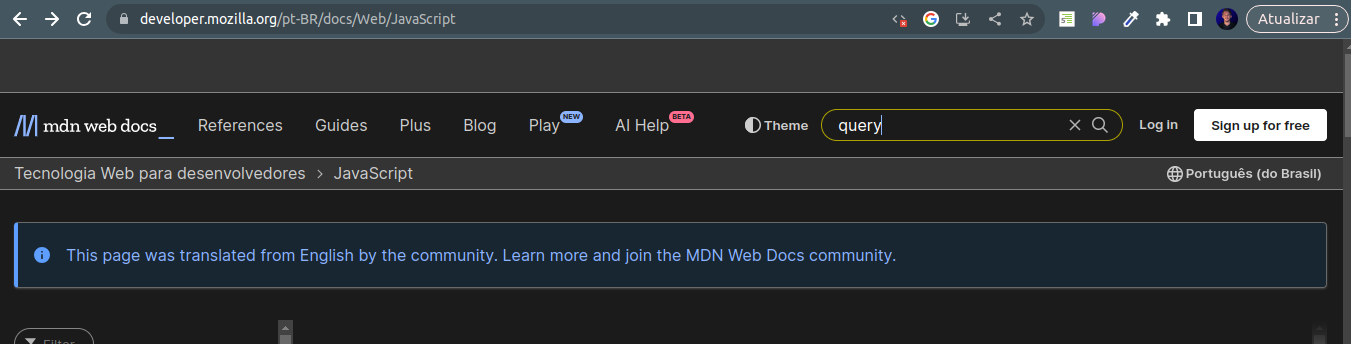 developer.mozilla.org/pt-BR/docs/Web/JavaScript
Atualizar
mdn web docs_ References Guides Plus Blog Play NEW AI Help BETA Theme query Log in Sign up for free
Tecnologia Web para desenvolvedores > JavaScript Português (do Brasil)
This page was translated from English by the community. Learn more and join the MDN Web Docs community.
Filter